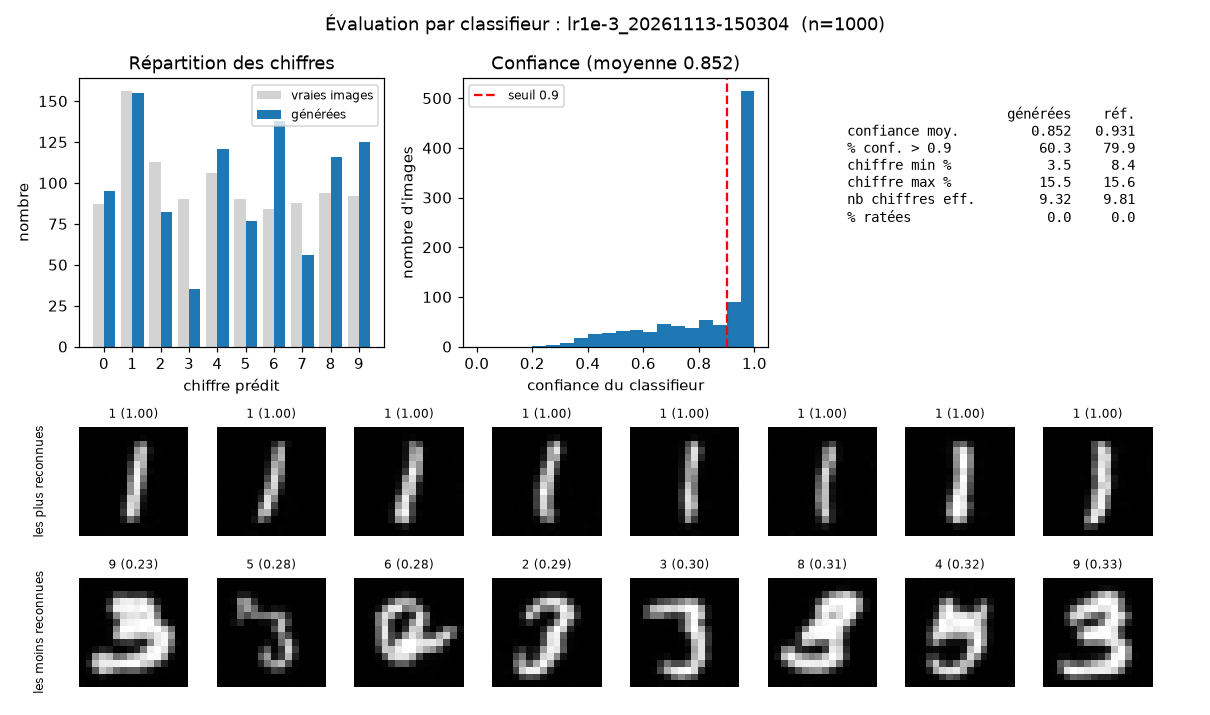 Évaluation par classifieur : lr1e-3_20261113-150304  (n=1000)
Répartition des chiffres
vraies images
générées
150
125
100
75
50
25
0
nombre
0 1 2 3 4 5 6 7 8 9
chiffre prédit
Confiance (moyenne 0.852)
seuil 0.9
500
400
300
200
100
0
nombre d'images
0.0 0.2 0.4 0.6 0.8 1.0
confiance du classifieur
générées réf.
confiance moy. 0.852 0.931
% conf. > 0.9 60.3 79.9
chiffre min % 3.5 8.4
chiffre max % 15.5 15.6
nb chiffres eff. 9.32 9.81
% ratées 0.0 0.0
les plus reconnues
1 (1.00) 1 (1.00) 1 (1.00) 1 (1.00) 1 (1.00) 1 (1.00) 1 (1.00) 1 (1.00)
les moins reconnues
9 (0.23) 5 (0.28) 6 (0.28) 2 (0.29) 3 (0.30) 8 (0.31) 4 (0.32) 9 (0.33)